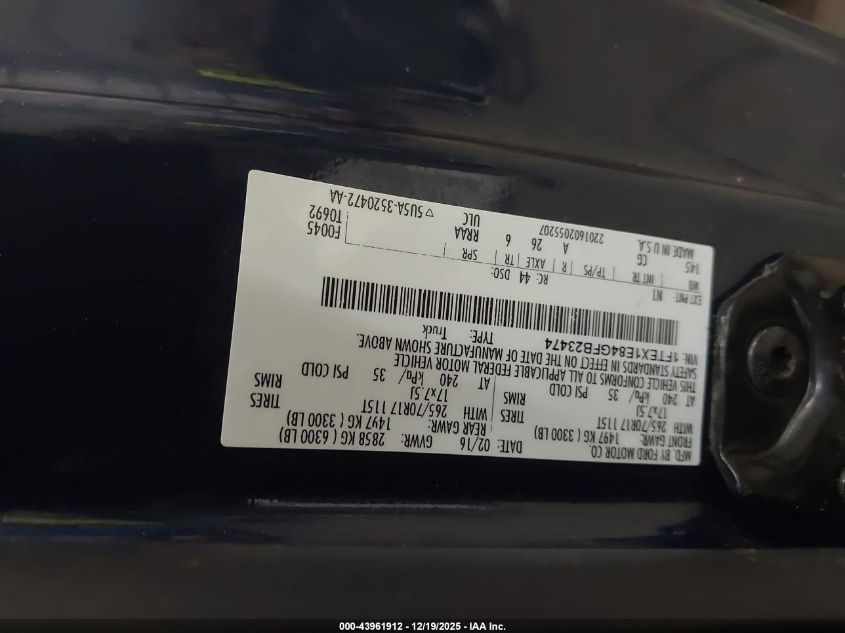 MFD. BY FORD MOTOR CO.
DATE: 02/16 GVWR: 2858 KG ( 6300 LB)
FRONT GAWR: 1497 KG ( 3300 LB) REAR GAWR: 1497 KG ( 3300 LB)
WITH 265/70R17 115T TIRES WITH 265/70R17 115T TIRES
17x7.5J RIMS 17x7.5J RIMS
AT 240 kPa/ 35 PSI COLD AT 240 kPa/ 35 PSI COLD
THIS VEHICLE CONFORMS TO ALL APPLICABLE FEDERAL MOTOR VEHICLE
SAFETY STANDARDS IN EFFECT ON THE DATE OF MANUFACTURE SHOWN ABOVE.
VIN: 1FTEX1E84GFB23474 TYPE: Truck
EXT PNT: N1 RC: 44 DSO: F0045
WB INT TR TP/PS R AXLE TR SPR T0692
145 CG A 26 6 RRAA
MADE IN U.S.A. 2201602055207 ULC
▽ 5U5A-3520472-AA
000-43961912 - 12/19/2025 - IAA Inc.